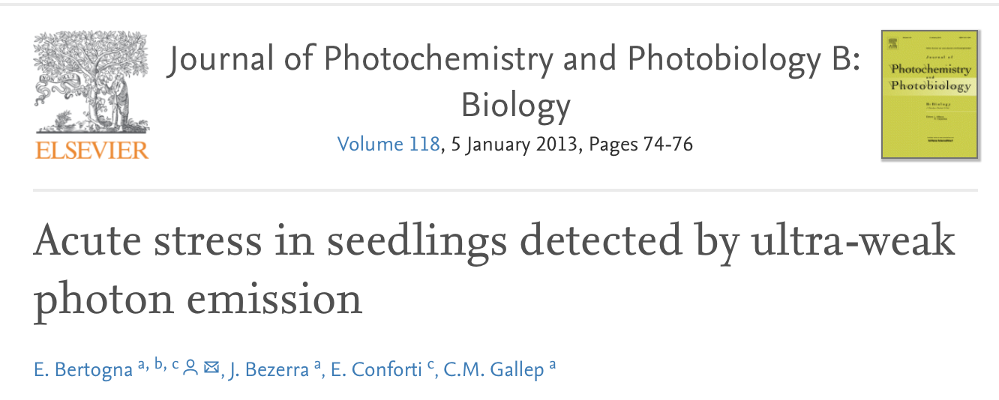 ELSEVIER
Journal of Photochemistry and Photobiology B:
Biology
Volume 118, 5 January 2013, Pages 74-76
Journal of
Photochemistry
and
Photobiology
B: Biology
Acute stress in seedlings detected by ultra-weak
photon emission
E. Bertogna a, b, c, J. Bezerra a, E. Conforti c, C.M. Gallep a